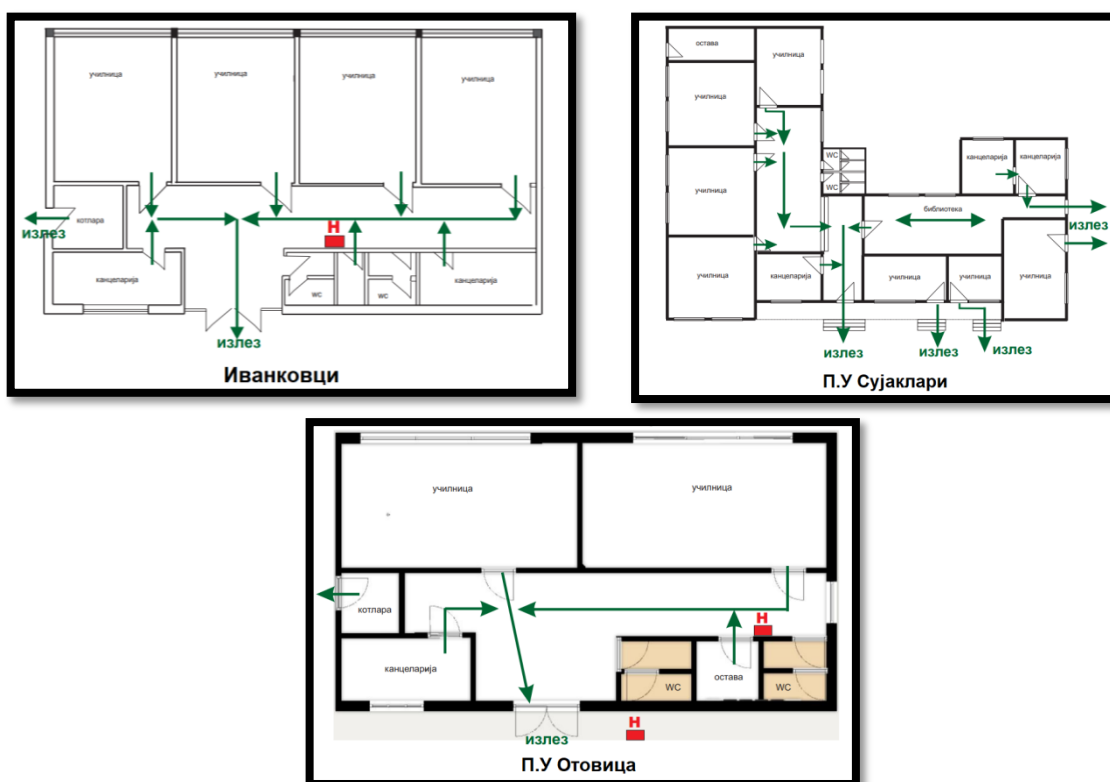 училница
училница
училница
училница
котлара
излез
H
канцеларија
WC
WC
канцеларија
излез
Иванковци
остава
училница
училница
училница
училница
WC
WC
канцеларија
канцеларија
библиотека
излез
канцеларија
училница
училница
училница
излез
излез
излез
П.У Сујаклари
училница
училница
котлара
H
канцеларија
WC
остава
WC
H
излез
П.У Отовица